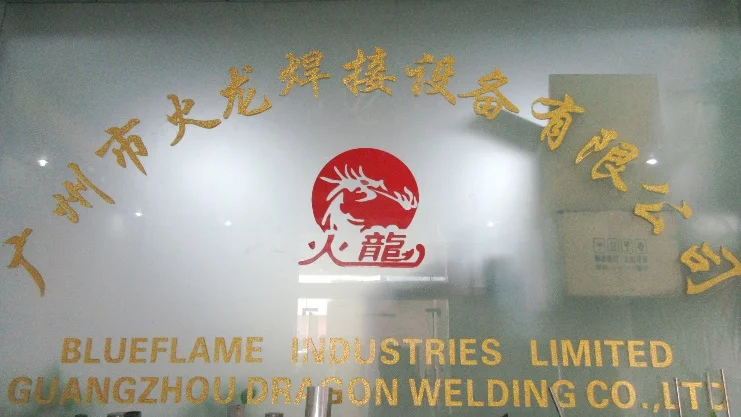 广州市火龙焊接设备有限公司
火龍
BLUEFLAME INDUSTRIES LIMITED
GUANGZHOU DRAGON WELDING CO.,LTD